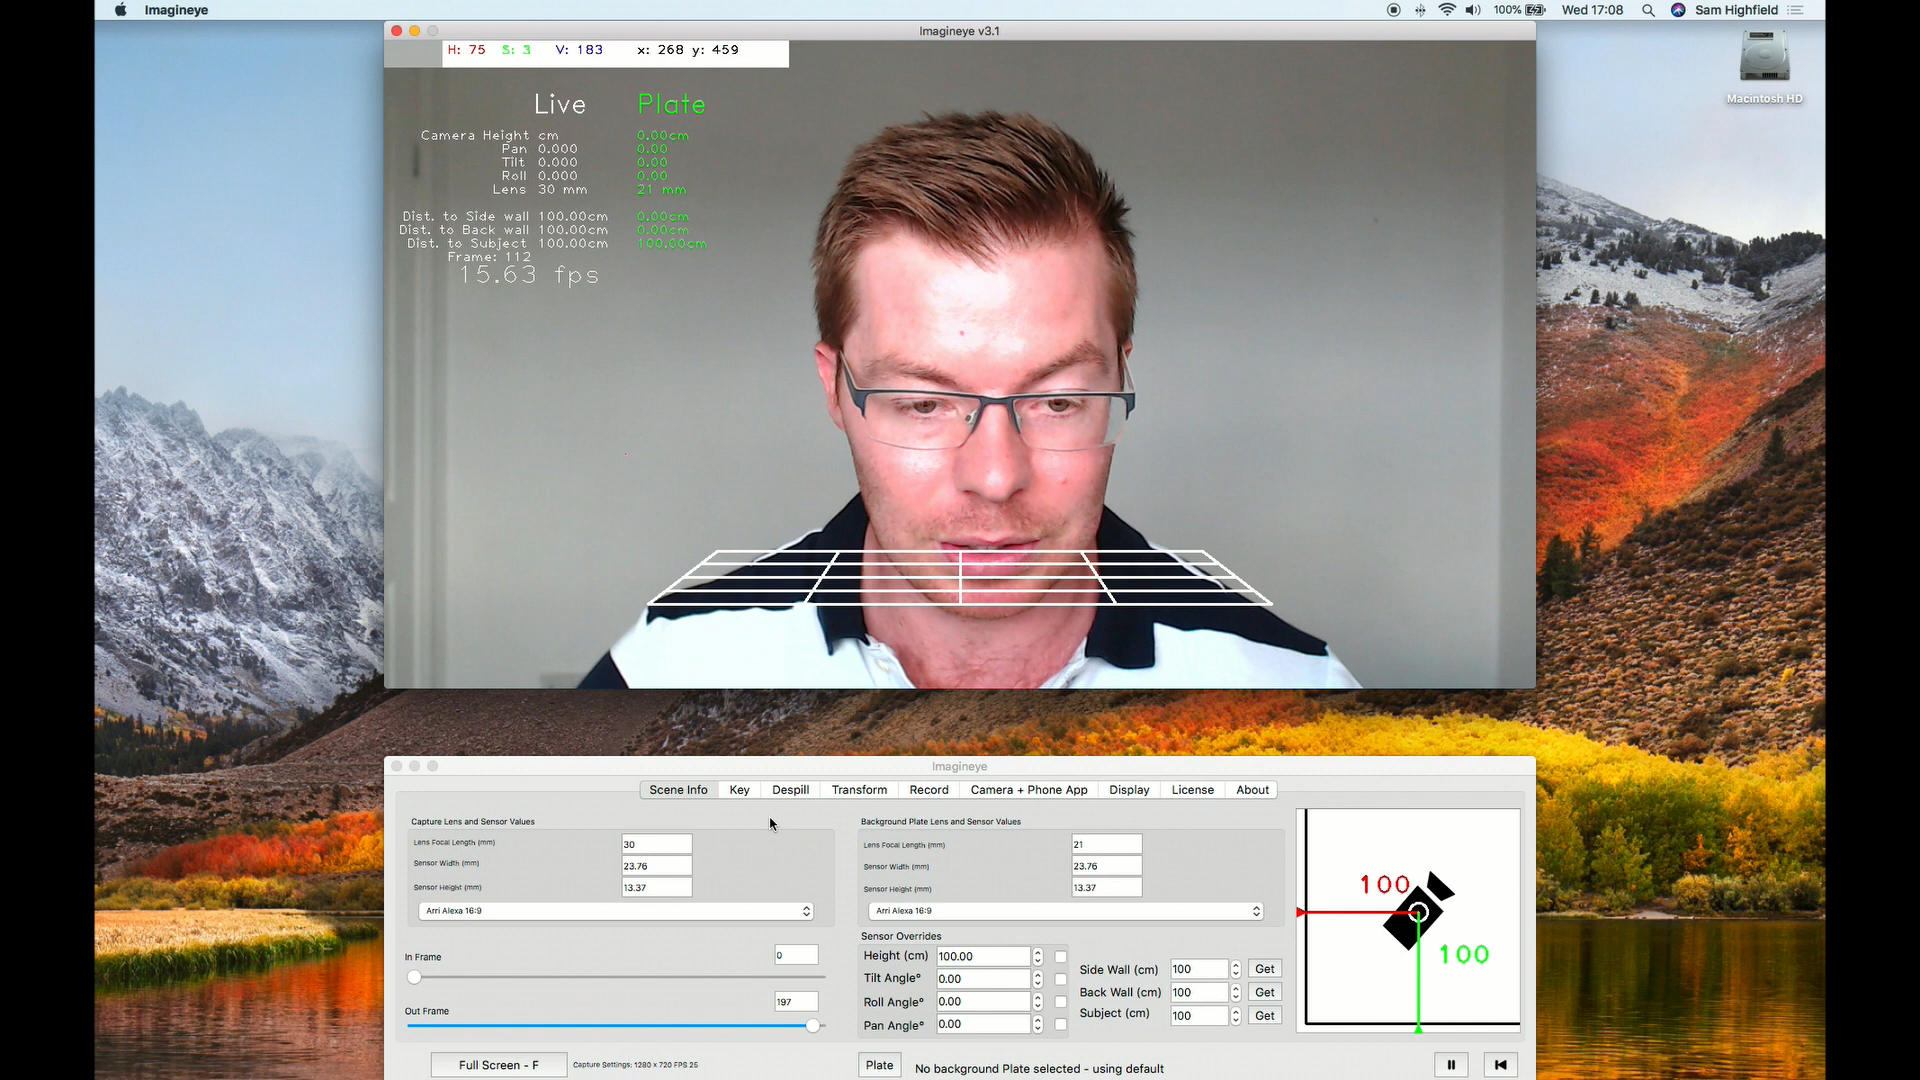 Imagineye
100%
Wed 17:08
Sam Highfield
Imagineye v3.1
H: 75 S: 3 V: 183 x: 268 y: 459
Macintosh HD
Live Plate
Camera Height cm 0.00cm
Pan 0.000 0.00
Tilt 0.000 0.00
Roll 0.000 0.00
Lens 30 mm 21 mm
Dist. to Side wall 100.00cm 0.00cm
Dist. to Back wall 100.00cm 0.00cm
Dist. to Subject 100.00cm 100.00cm
Frame: 112
15.63 fps
Imagineye
Scene Info Key Despill Transform Record Camera + Phone App Display License About
Capture Lens and Sensor Values
Lens Focal Length (mm) 30
Sensor Width (mm) 23.76
Sensor Height (mm) 13.37
Arri Alexa 16:9
In Frame 0
Out Frame 197
Full Screen - F
Capture Settings: 1280 x 720 FPS 25
Background Plate Lens and Sensor Values
Lens Focal Length (mm) 21
Sensor Width (mm) 23.76
Sensor Height (mm) 13.37
Arri Alexa 16:9
Sensor Overrides
Height (cm) 100.00
Tilt Angle° 0.00
Roll Angle° 0.00
Pan Angle° 0.00
Side Wall (cm) 100 Get
Back Wall (cm) 100 Get
Subject (cm) 100 Get
Plate
No background Plate selected - using default
100
100